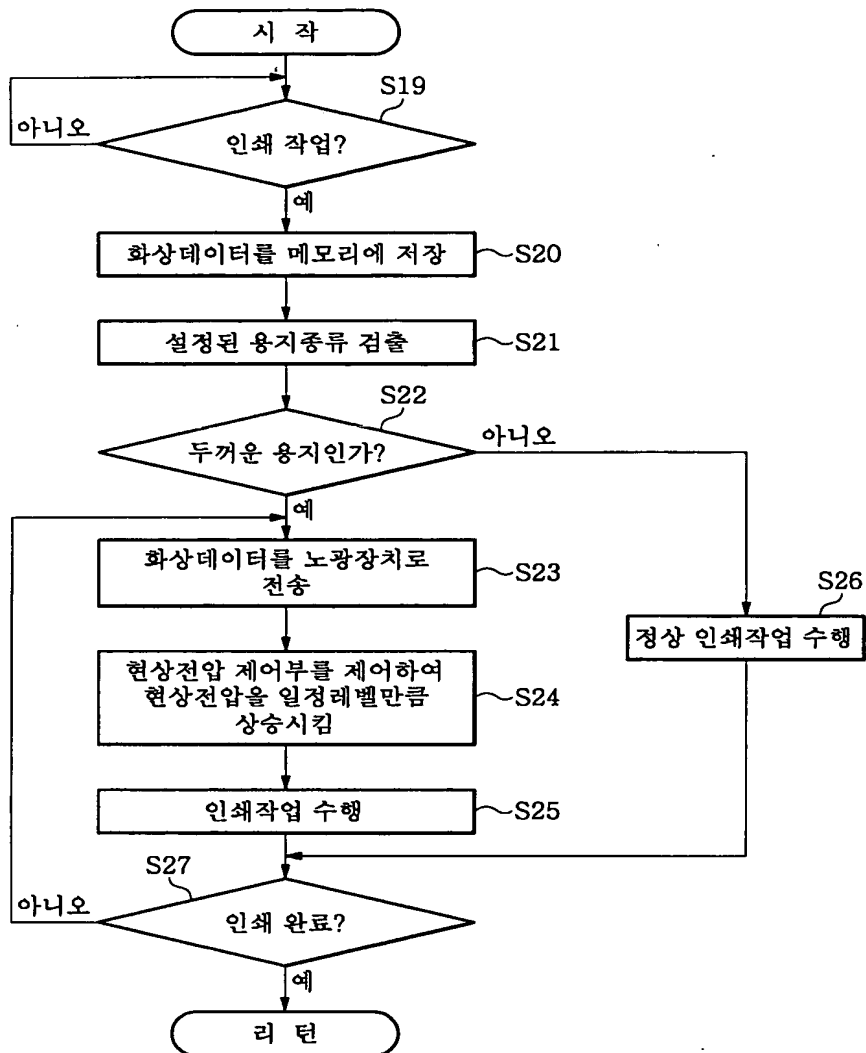 시 작
S19
아니오
인쇄 작업?
예
화상데이터를 메모리에 저장
S20
설정된 용지종류 검출
S21
S22
두꺼운 용지인가?
아니오
예
화상데이터를 노광장치로
전송
S23
S26
정상 인쇄작업 수행
현상전압 제어부를 제어하여
현상전압을 일정레벨만큼
상승시킴
S24
인쇄작업 수행
S25
S27
아니오
인쇄 완료?
예
리 턴